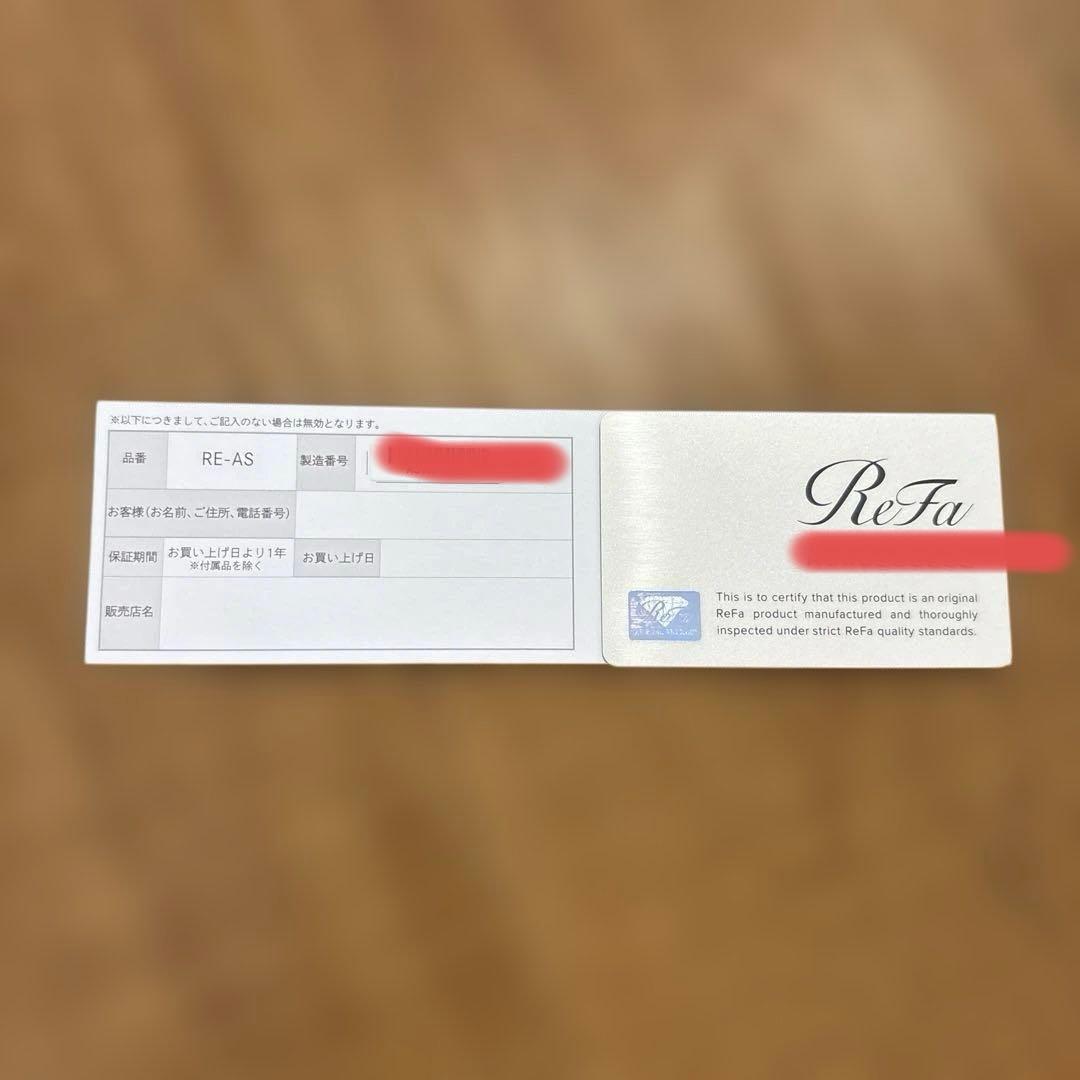 ※以下につきまして、ご記入のない場合は無効となります。
品番 RE-AS 製造番号
お客様(お名前、ご住所、電話番号)
保証期間 お買い上げ日より1年 お買い上げ日
※付属品を除く
販売店名
ReFa
This is to certify that this product is an original
ReFa product manufactured and thoroughly
inspected under strict ReFa quality standards.
ReFa